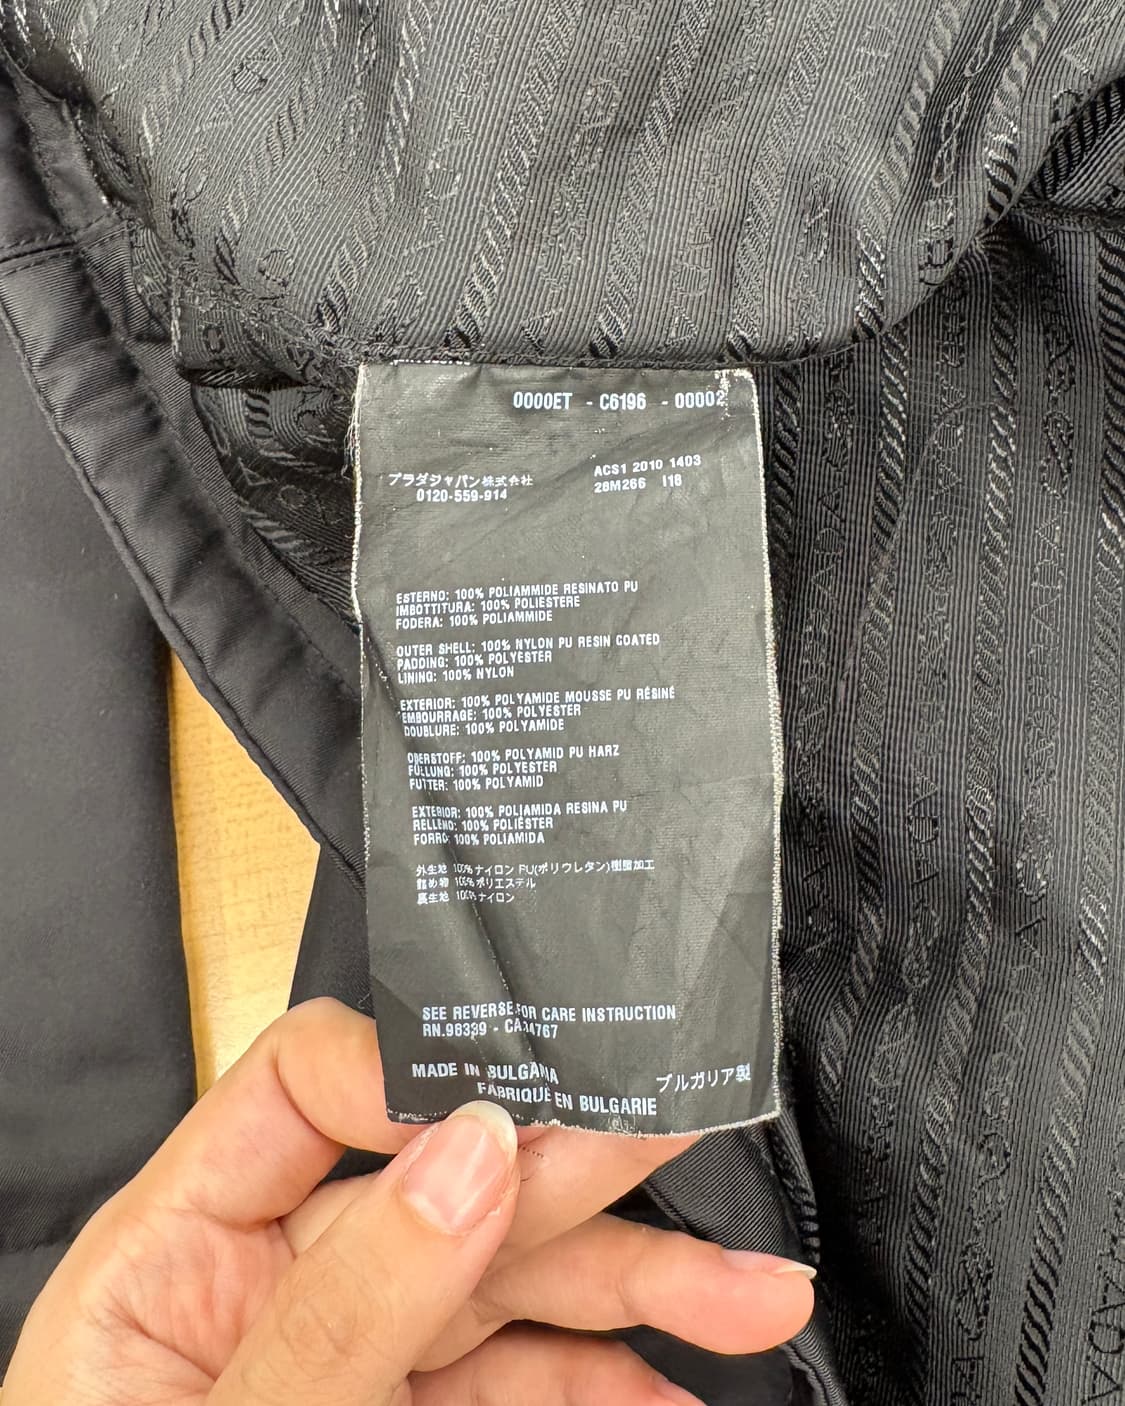 0000ET - C6196 - 00002
プラダジャパン株式会社
0120-559-914
ACS1 2010 1403
28M266 I18
ESTERNO: 100% POLIAMMIDE RESINATO PU
IMBOTTITURA: 100% POLIESTERE
FODERA: 100% POLIAMMIDE
OUTER SHELL: 100% NYLON PU RESIN COATED
PADDING: 100% POLYESTER
LINING: 100% NYLON
EXTERIOR: 100% POLYAMIDE MOUSSE PU RÉSINÉ
EMBOURRAGE: 100% POLYESTER
DOUBLURE: 100% POLYAMIDE
OBERSTOFF: 100% POLYAMID PU HARZ
FÜLLUNG: 100% POLYESTER
FUTTER: 100% POLYAMID
EXTERIOR: 100% POLIAMIDA RESINA PU
RELLENO: 100% POLIÉSTER
FORRO: 100% POLIAMIDA
外生地 100%ナイロン PU(ポリウレタン)樹脂加工
詰め物 100%ポリエステル
裏生地 100%ナイロン
SEE REVERSE FOR CARE INSTRUCTION
RN.98339 - CA34767
MADE IN BULGARIA
FABRIQUÉ EN BULGARIE
ブルガリア製